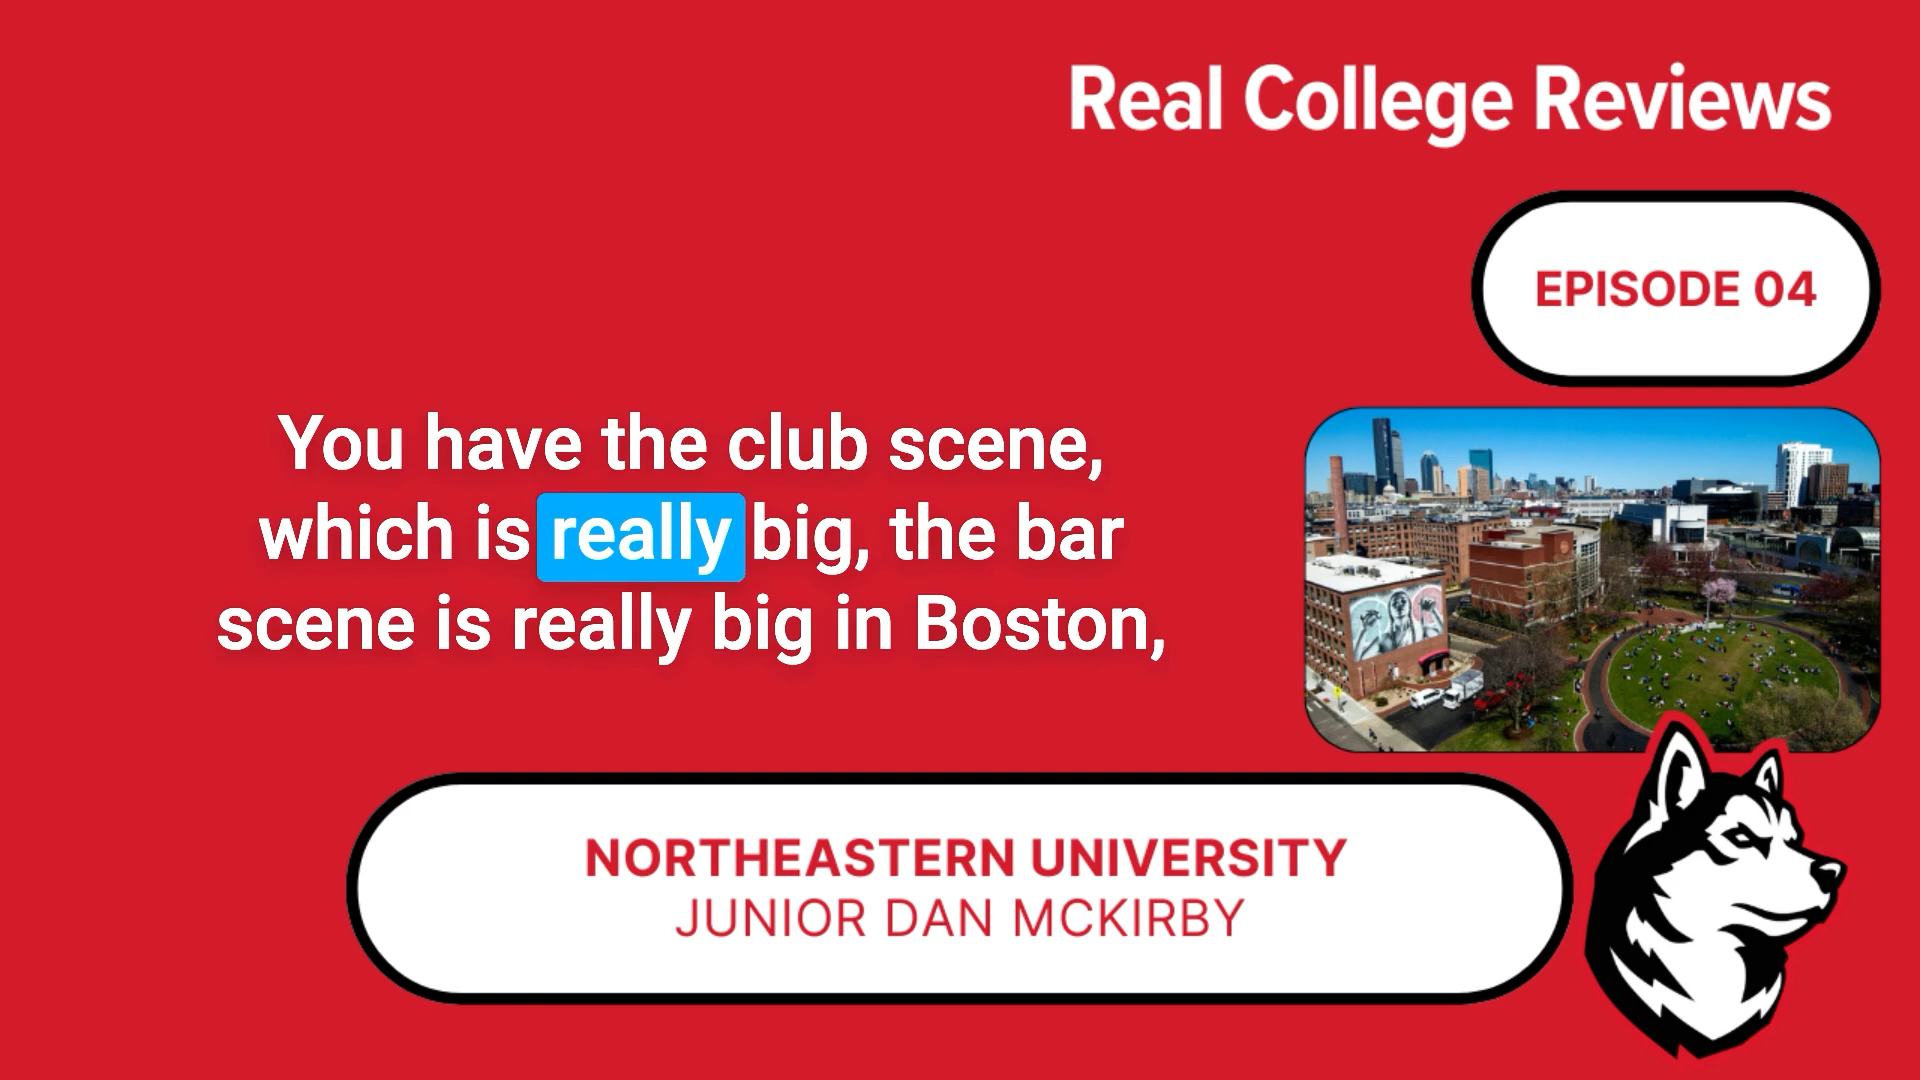 Real College Reviews
EPISODE 04
You have the club scene,
which is really big, the bar
scene is really big in Boston,
NORTHEASTERN UNIVERSITY
JUNIOR DAN MCKIRBY